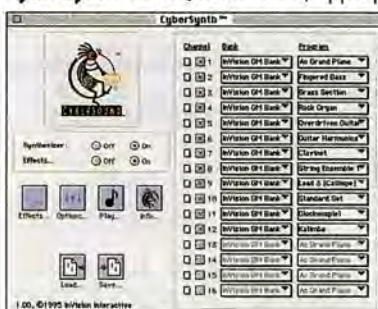 CyberSynth™
CYBERSOUND
Synthesizer: Off On
Effects... Off On
Effects... Options... Play... Info...
Load... Save...
1.00, ©1995 InVision Interactive
Channel Bank Program
1 InVision GM Bank Ac Grand Piano
2 InVision GM Bank Fingered Bass
3 InVision GM Bank Brass Section
4 InVision GM Bank Rock Organ
5 InVision GM Bank Overdriven Guitar
6 InVision GM Bank Guitar Harmonics
7 InVision GM Bank Clarinet
8 InVision GM Bank String Ensemble 1
9 InVision GM Bank Lead 2 (Calliope)
10 InVision GM Bank Standard Set
11 InVision GM Bank Glockenspiel
12 InVision GM Bank Kalimba
13 InVision GM Bank Ac Grand Piano
14 InVision GM Bank Ac Grand Piano
15 InVision GM Bank Ac Grand Piano
16 InVision GM Bank Ac Grand Piano